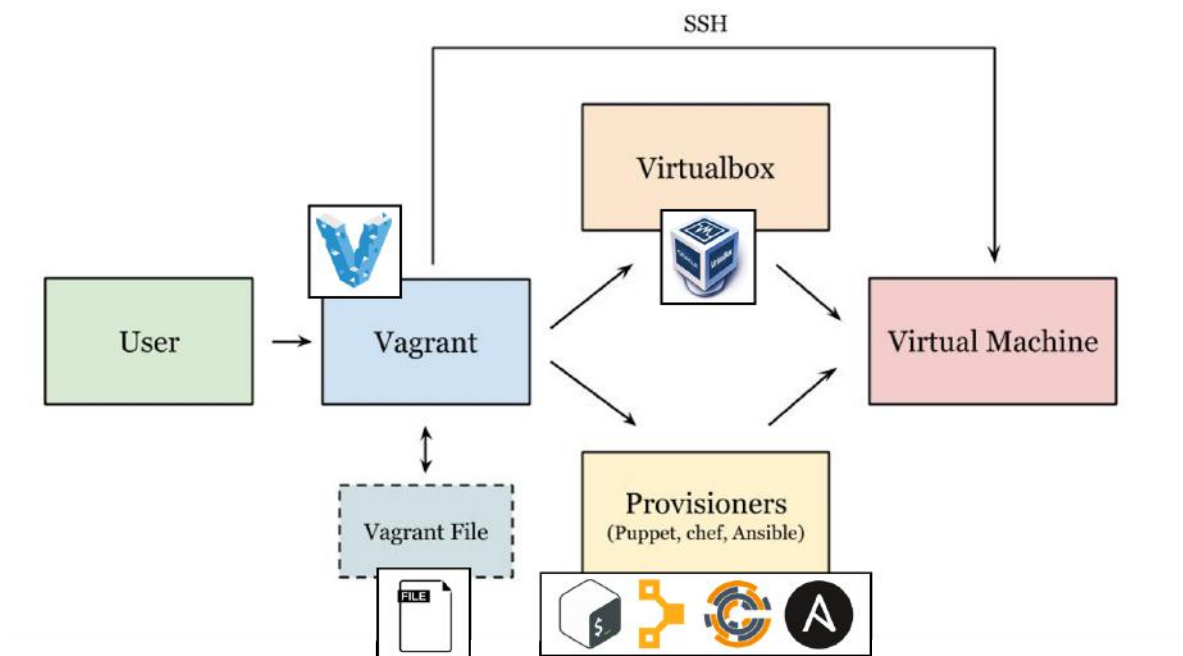 SSH
Virtualbox
User
Vagrant
Virtual Machine
Vagrant File
FILE
Provisioners
(Puppet, chef, Ansible)
$_